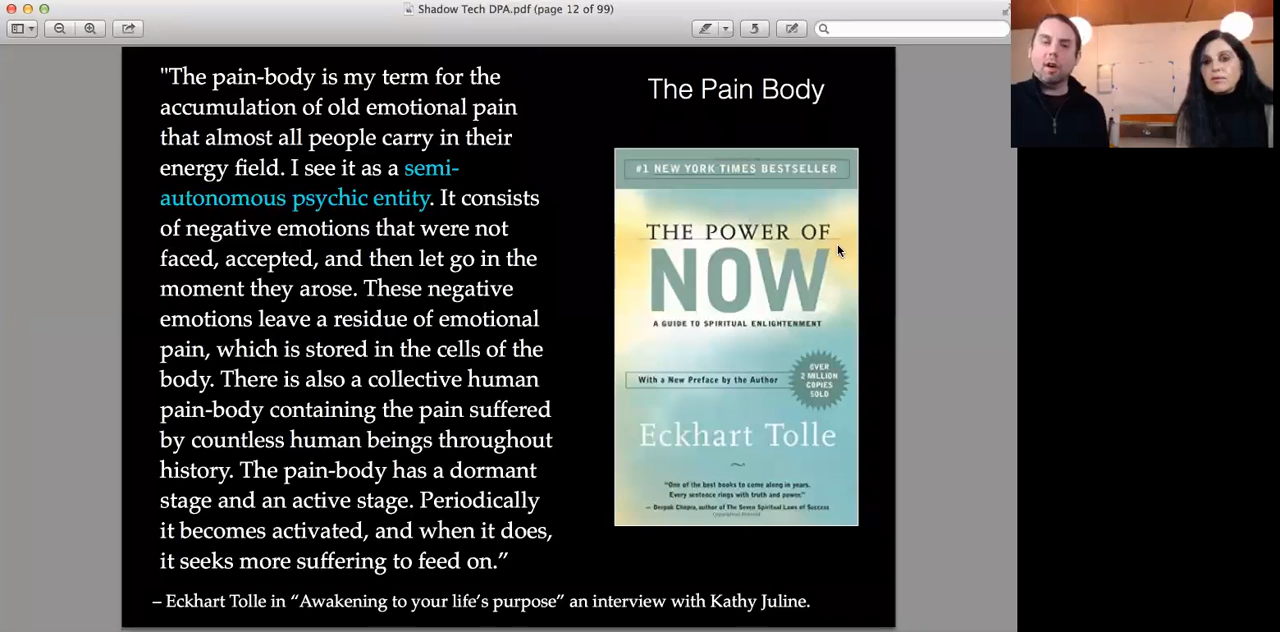 Shadow Tech DPA.pdf (page 12 of 99)
"The pain-body is my term for the
accumulation of old emotional pain
that almost all people carry in their
energy field. I see it as a semi-
autonomous psychic entity. It consists
of negative emotions that were not
faced, accepted, and then let go in the
moment they arose. These negative
emotions leave a residue of emotional
pain, which is stored in the cells of the
body. There is also a collective human
pain-body containing the pain suffered
by countless human beings throughout
history. The pain-body has a dormant
stage and an active stage. Periodically
it becomes activated, and when it does,
it seeks more suffering to feed on.”
The Pain Body
#1 NEW YORK TIMES BESTSELLER
THE POWER OF
NOW
A GUIDE TO SPIRITUAL ENLIGHTENMENT
OVER
2 MILLION
COPIES
SOLD
With a New Preface by the Author
Eckhart Tolle
"One of the best books to come along in years.
Every sentence rings with truth and power."
— Deepak Chopra, author of The Seven Spiritual Laws of Success
– Eckhart Tolle in “Awakening to your life’s purpose” an interview with Kathy Juline.